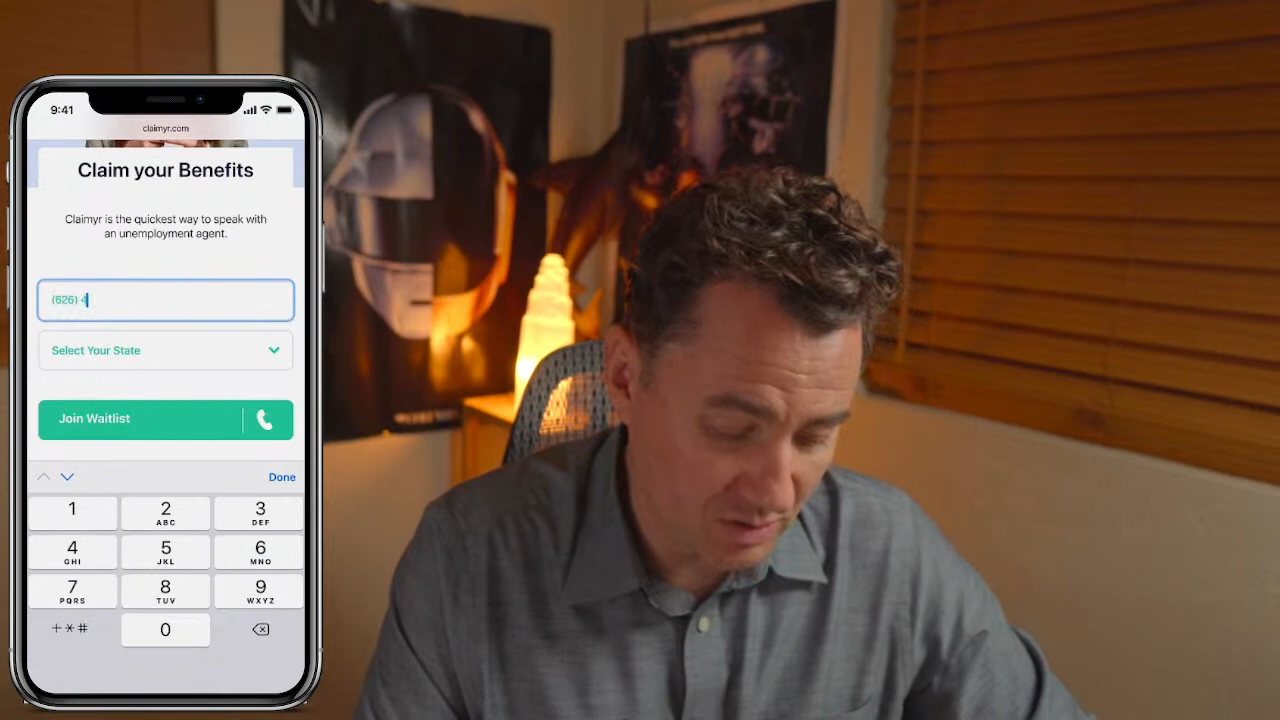 9:41
claimyr.com
Claim your Benefits
Claimyr is the quickest way to speak with
an unemployment agent.
(626) 4
Select Your State
Join Waitlist
Done
1
2
ABC
3
DEF
4
GHI
5
JKL
6
MNO
7
PQRS
8
TUV
9
WXYZ
+*#
0